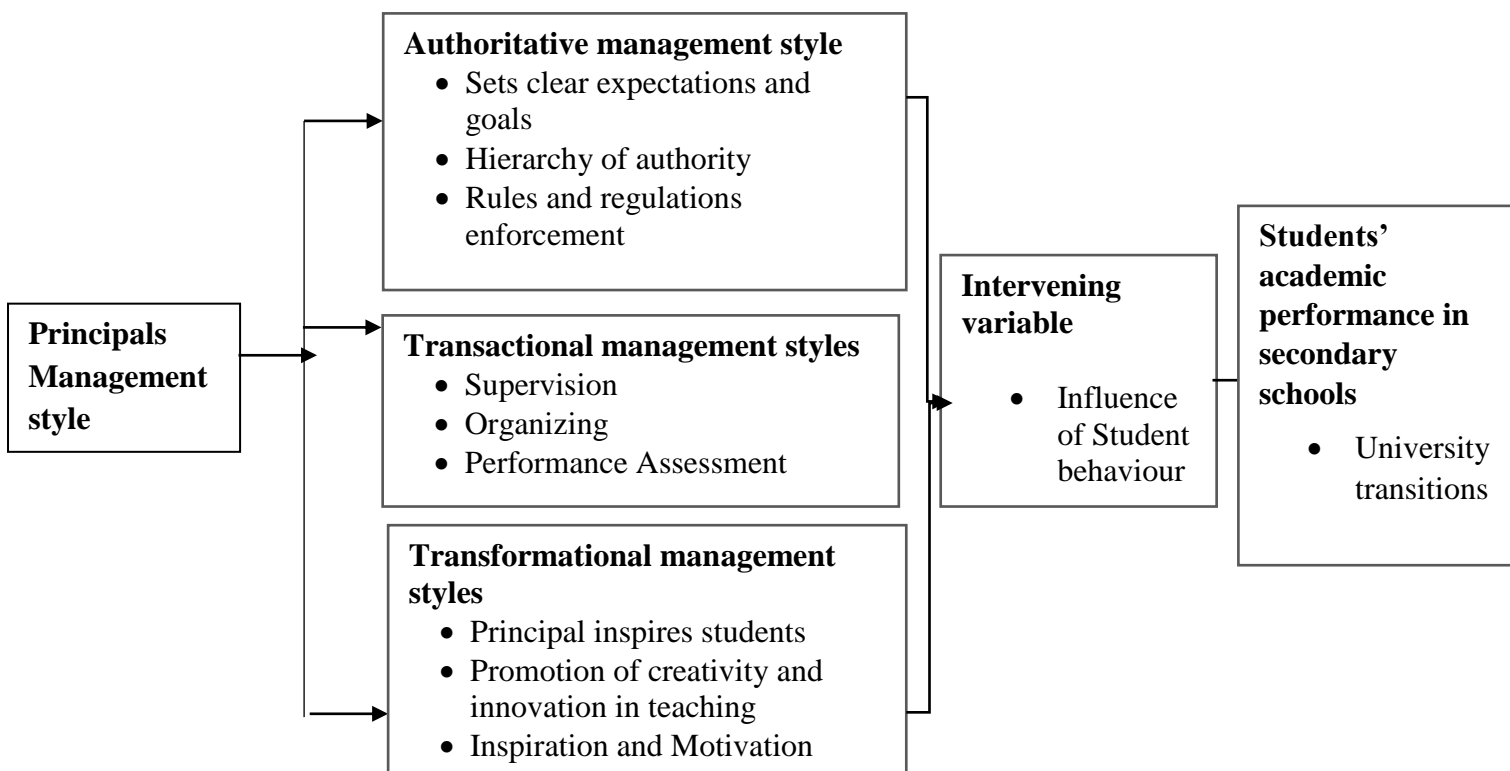 Principals
Management
style
Authoritative management style
• Sets clear expectations and
goals
• Hierarchy of authority
• Rules and regulations
enforcement
Transactional management styles
• Supervision
• Organizing
• Performance Assessment
Transformational management
styles
• Principal inspires students
• Promotion of creativity and
innovation in teaching
• Inspiration and Motivation
Intervening
variable
• Influence
of Student
behaviour
Students’
academic
performance in
secondary
schools
• University
transitions